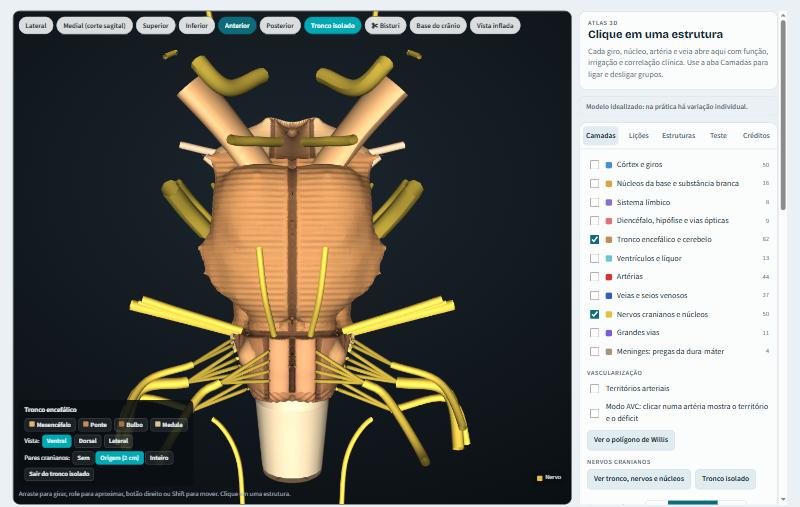 Lateral
Medial (corte sagital)
Superior
Inferior
Anterior
Posterior
Tronco isolado
Bisturi
Base do crânio
Vista inflada
ATLAS 3D
Clique em uma estrutura
Cada giro, núcleo, artéria e veia abre aqui com função,
irrigação e correlação clínica. Use a aba Camadas para
ligar e desligar grupos.
Modelo idealizado: na prática há variação individual.
Camadas
Lições
Estruturas
Teste
Créditos
Córtex e giros 50
Núcleos da base e substância branca 16
Sistema límbico 8
Diencéfalo, hipófise e vias ópticas 9
Tronco encefálico e cerebelo 62
Ventrículos e líquor 13
Artérias 44
Veias e seios venosos 37
Nervos cranianos e núcleos 50
Grandes vias 11
Meninges: pregas da dura-máter 4
VASCULARIZAÇÃO
Territórios arteriais
Modo AVC: clicar numa artéria mostra o território
e o déficit
Ver o polígono de Willis
NERVOS CRANIANOS
Ver tronco, nervos e núcleos
Tronco isolado
Tronco encefálico
Mesencéfalo
Ponte
Bulbo
Medula
Vista:
Ventral
Dorsal
Lateral
Pares cranianos:
Sem
Origem (2 cm)
Inteiro
Sair do tronco isolado
Nervo
Arraste para girar, role para aproximar, botão direito ou Shift para mover. Clique em uma estrutura.